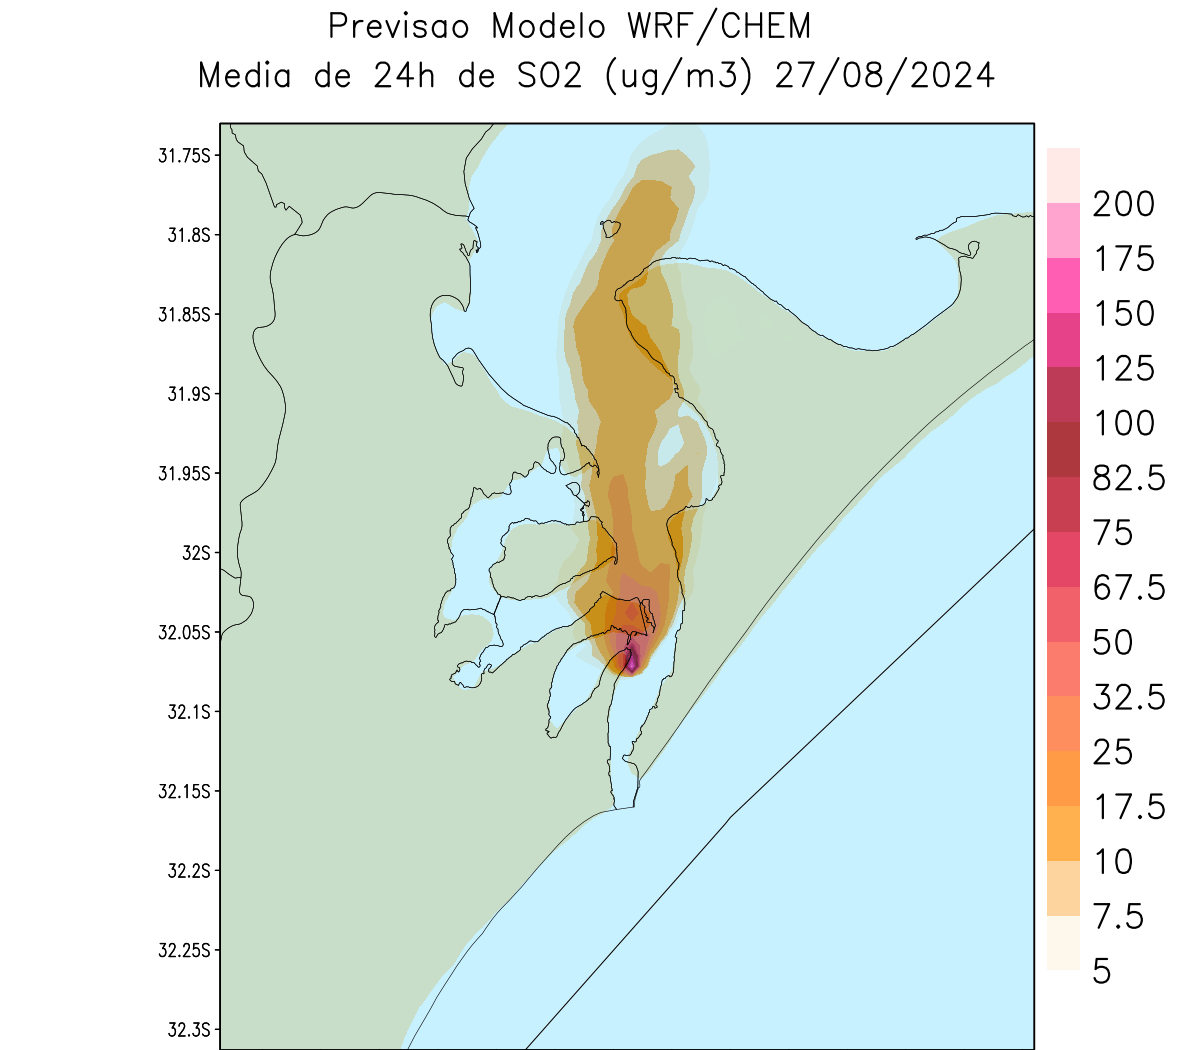 Previsao Modelo WRF/CHEM
Media de 24h de SO2 (ug/m3) 27/08/2024
31.75S
31.8S
31.85S
31.9S
31.95S
32S
32.05S
32.1S
32.15S
32.2S
32.25S
32.3S
200
175
150
125
100
82.5
75
67.5
50
32.5
25
17.5
10
7.5
5